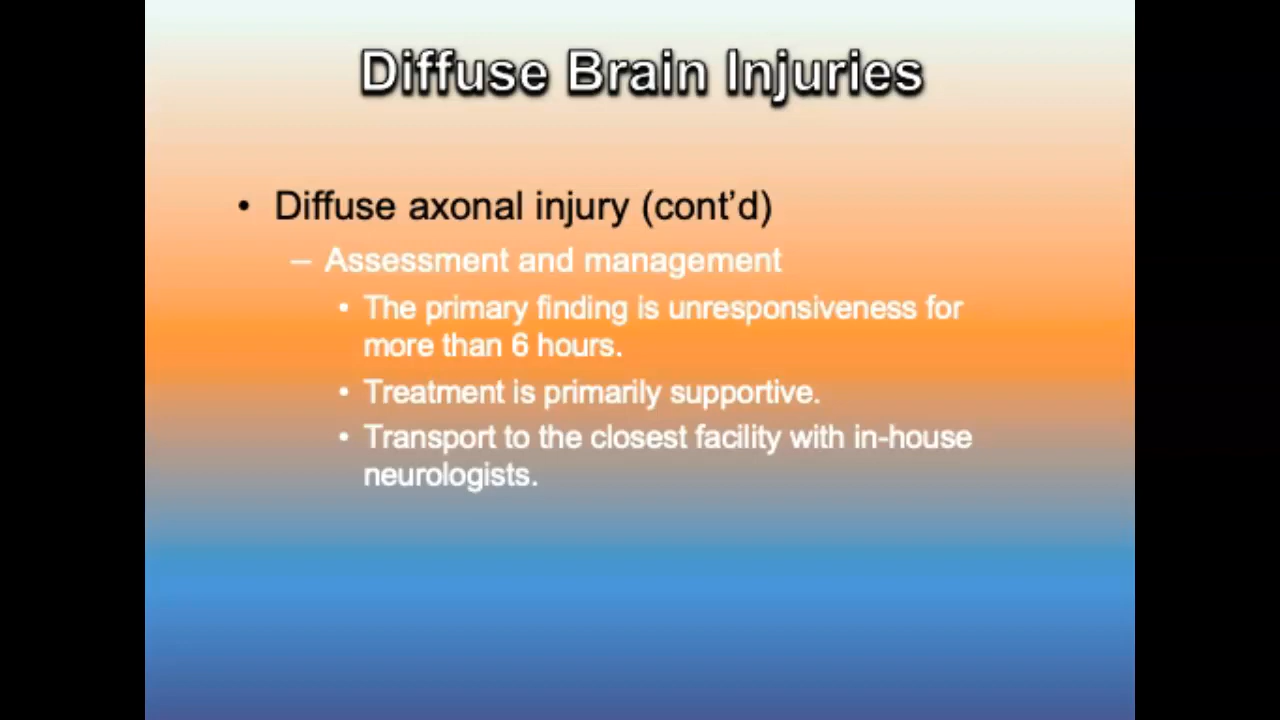 Diffuse Brain Injuries
• Diffuse axonal injury (cont’d)
– Assessment and management
• The primary finding is unresponsiveness for
more than 6 hours.
• Treatment is primarily supportive.
• Transport to the closest facility with in-house
neurologists.